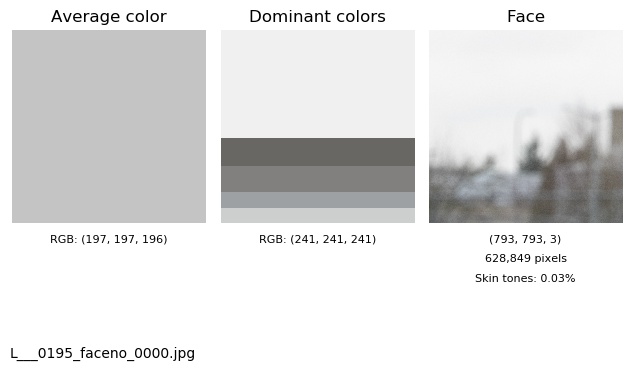 Average color
Dominant colors
Face
RGB: (197, 197, 196)
RGB: (241, 241, 241)
(793, 793, 3)
628,849 pixels
Skin tones: 0.03%
L___0195_faceno_0000.jpg